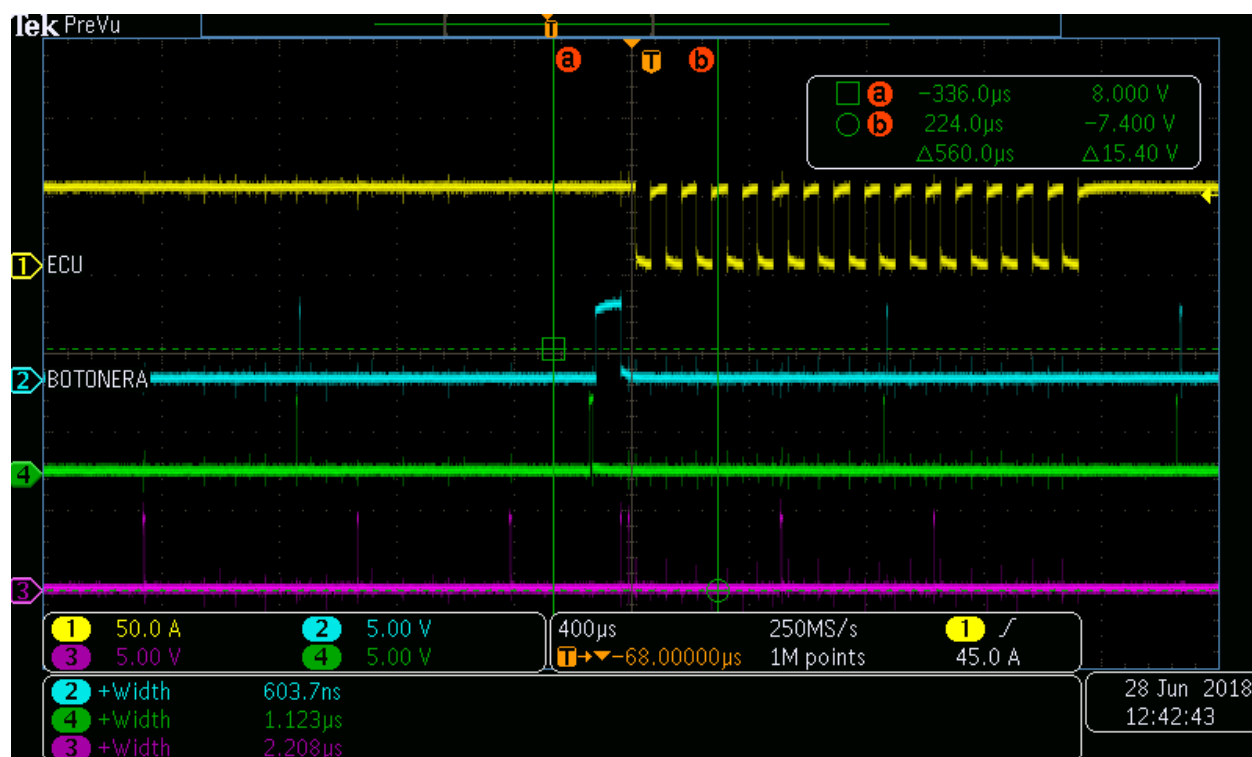 Tek PreVu
T
a T b
a -336.0µs 8.000 V
b 224.0µs -7.400 V
△560.0µs △15.40 V
1 ECU
2 BOTONERA
4
3
1 50.0 A 2 5.00 V
3 5.00 V 4 5.00 V
400µs 250MS/s 1 /
T→▼-68.00000µs 1M points 45.0 A
2 +Width 603.7ns
4 +Width 1.123µs
3 +Width 2.208µs
28 Jun 2018
12:42:43